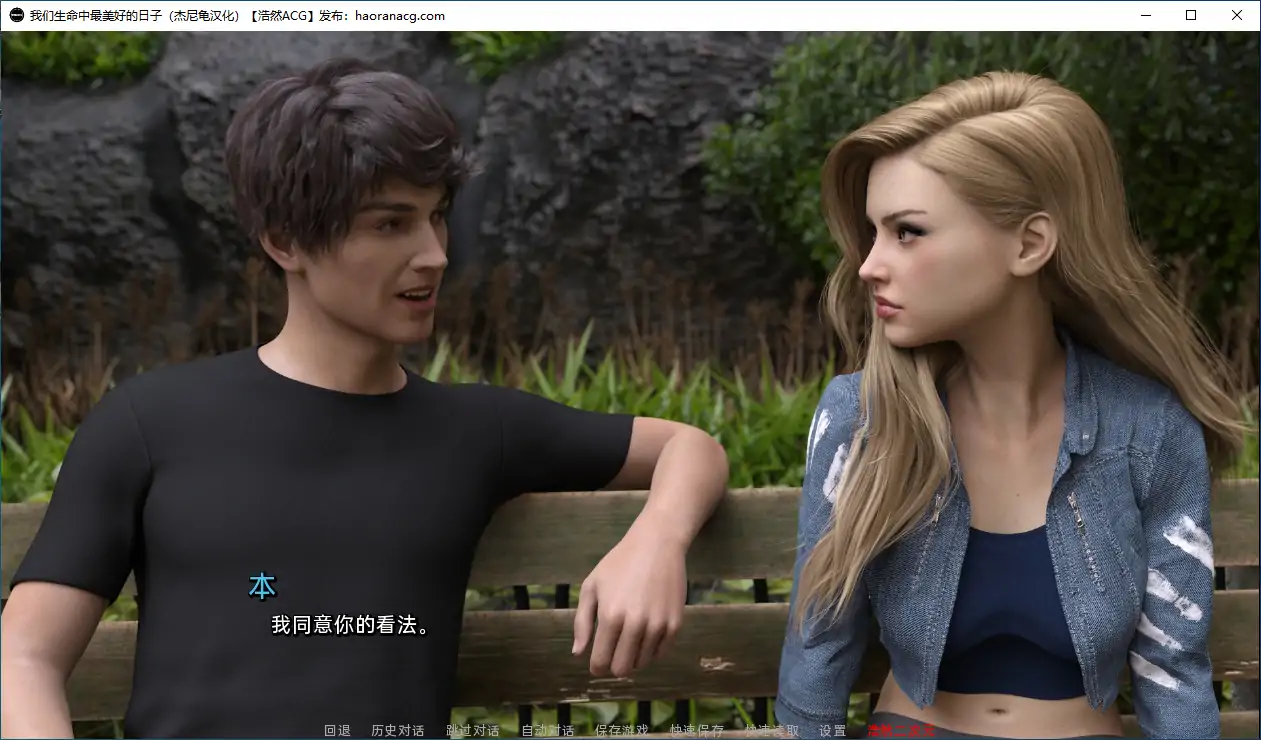 我们生命中最美好的日子（杰尼龟汉化）【浩然ACG】发布：haoranacg.com
本
我同意你的看法。
回退 历史对话 跳过对话 自动对话 保存游戏 快速保存 快速读取 设置